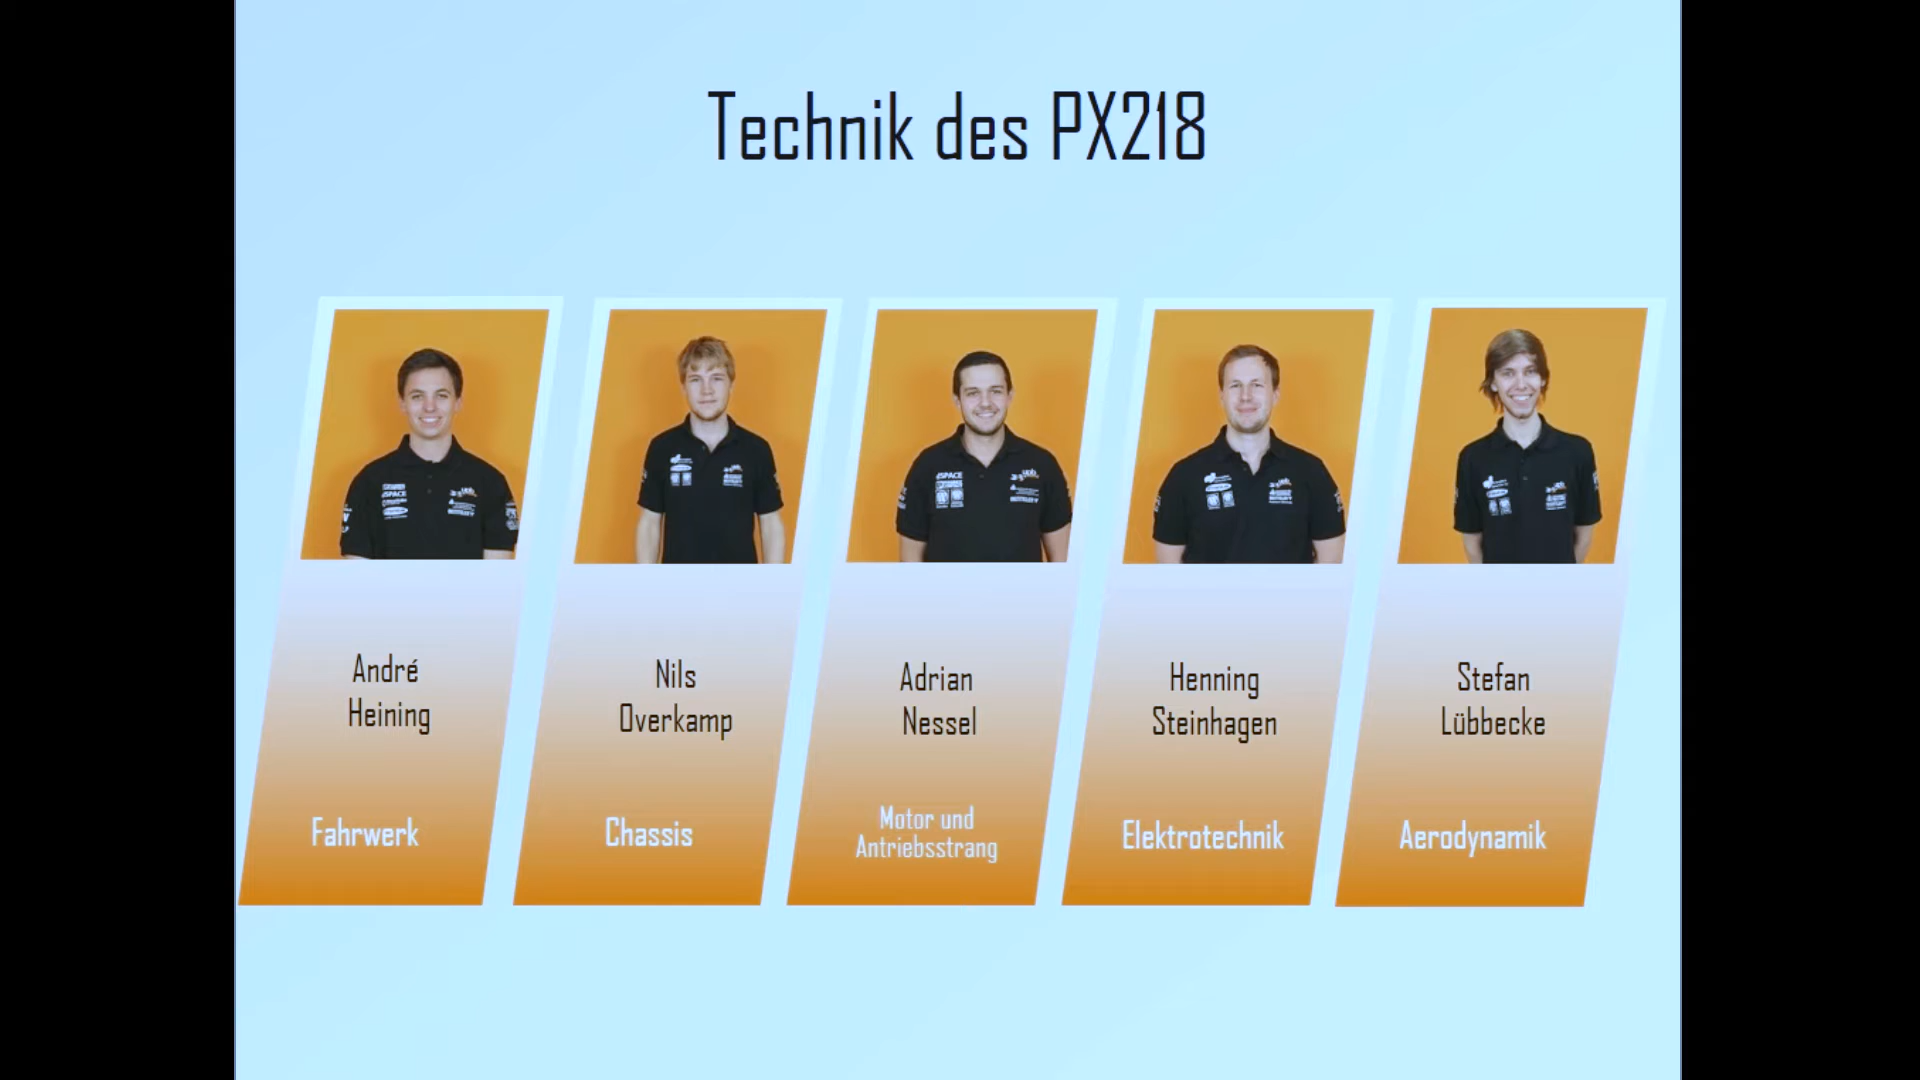 Technik des PX218
André
Heining
Fahrwerk
Nils
Overkamp
Chassis
Adrian
Nessel
Motor und
Antriebsstrang
Henning
Steinhagen
Elektrotechnik
Stefan
Lübbecke
Aerodynamik